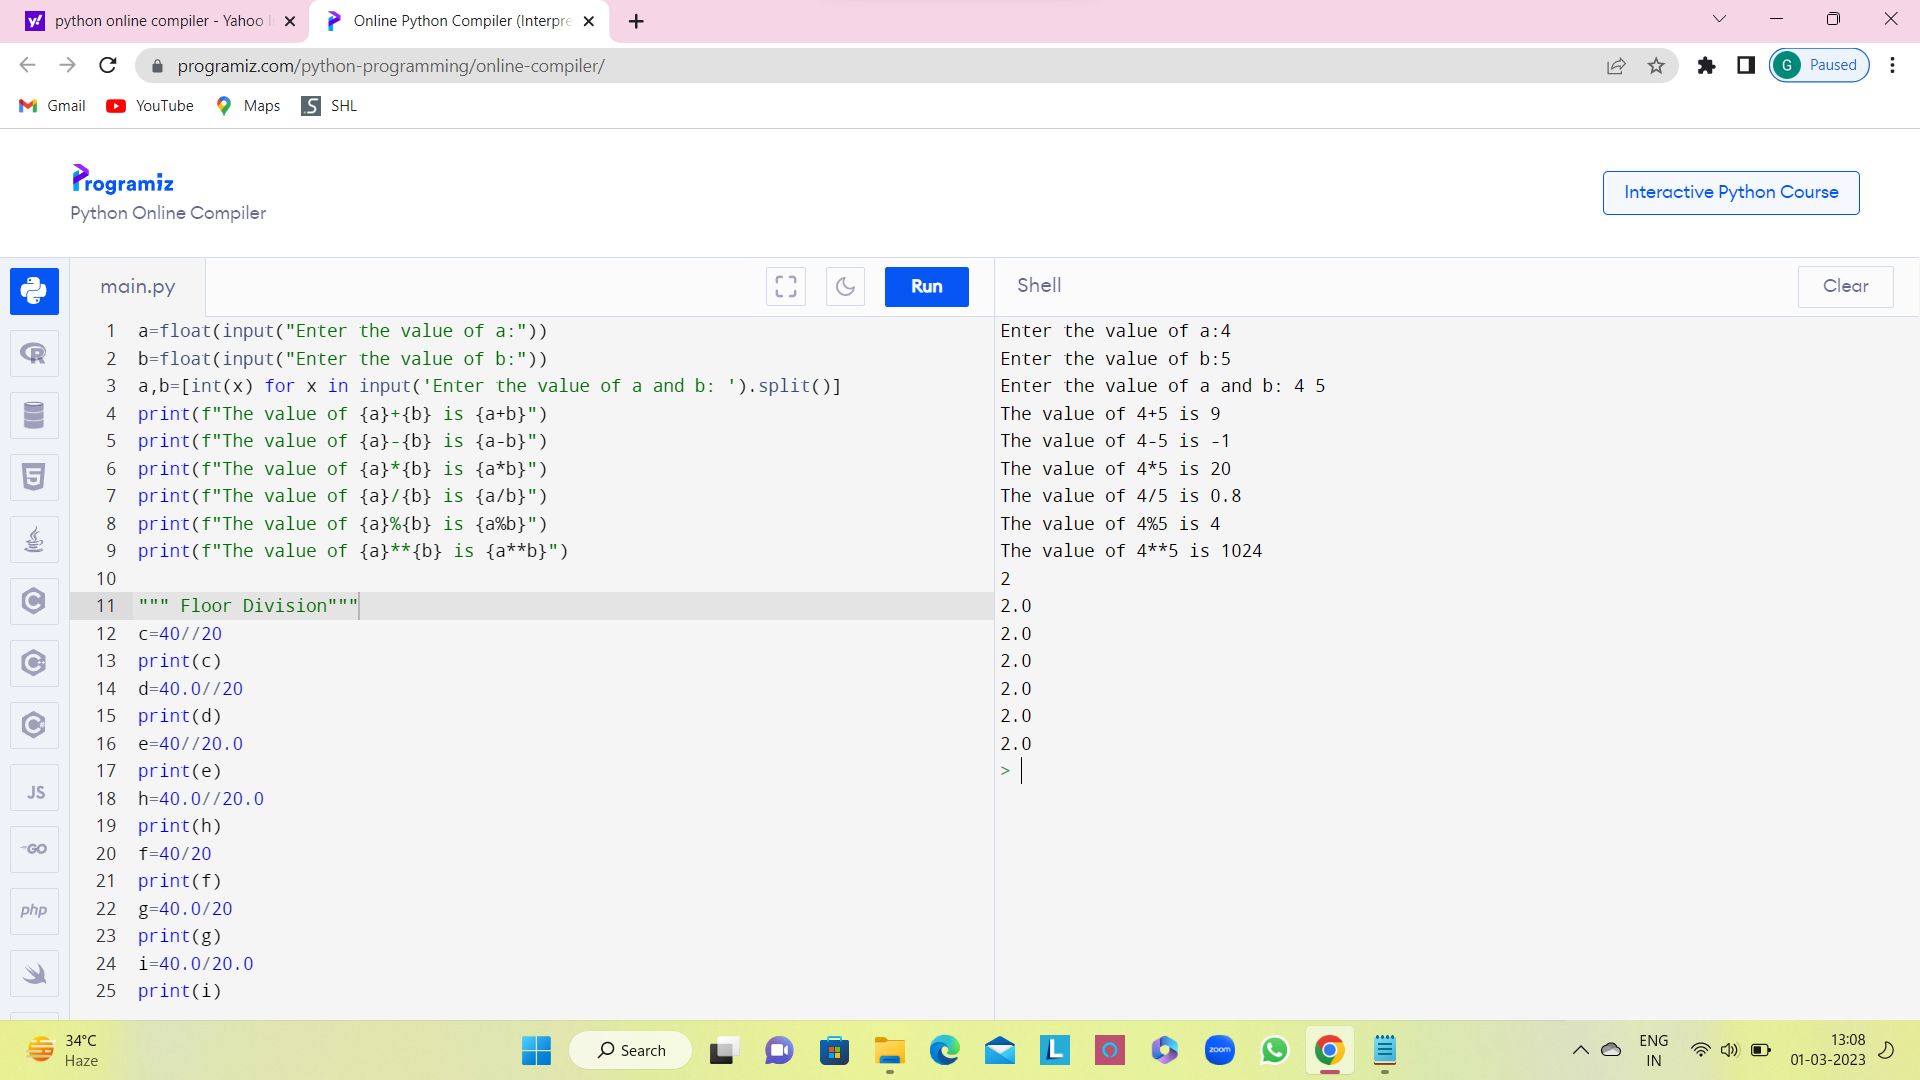 python online compiler - Yahoo
Online Python Compiler (Interpre
programiz.com/python-programming/online-compiler/
G Paused
Gmail YouTube Maps SHL
Programiz
Python Online Compiler
Interactive Python Course
main.py
Run
Shell
Clear
1 a=float(input("Enter the value of a:"))
2 b=float(input("Enter the value of b:"))
3 a,b=[int(x) for x in input('Enter the value of a and b: ').split()]
4 print(f"The value of {a}+{b} is {a+b}")
5 print(f"The value of {a}-{b} is {a-b}")
6 print(f"The value of {a}*{b} is {a*b}")
7 print(f"The value of {a}/{b} is {a/b}")
8 print(f"The value of {a}%{b} is {a%b}")
9 print(f"The value of {a}**{b} is {a**b}")
10
11 """ Floor Division"""
12 c=40//20
13 print(c)
14 d=40.0//20
15 print(d)
16 e=40//20.0
17 print(e)
18 h=40.0//20.0
19 print(h)
20 f=40/20
21 print(f)
22 g=40.0/20
23 print(g)
24 i=40.0/20.0
25 print(i)
Enter the value of a:4
Enter the value of b:5
Enter the value of a and b: 4 5
The value of 4+5 is 9
The value of 4-5 is -1
The value of 4*5 is 20
The value of 4/5 is 0.8
The value of 4%5 is 4
The value of 4**5 is 1024
2
2.0
2.0
2.0
2.0
2.0
2.0
>
R
5
C
C
C
JS
GO
php
34°C
Haze
Search
L
zoom
ENG
IN
13:08
01-03-2023